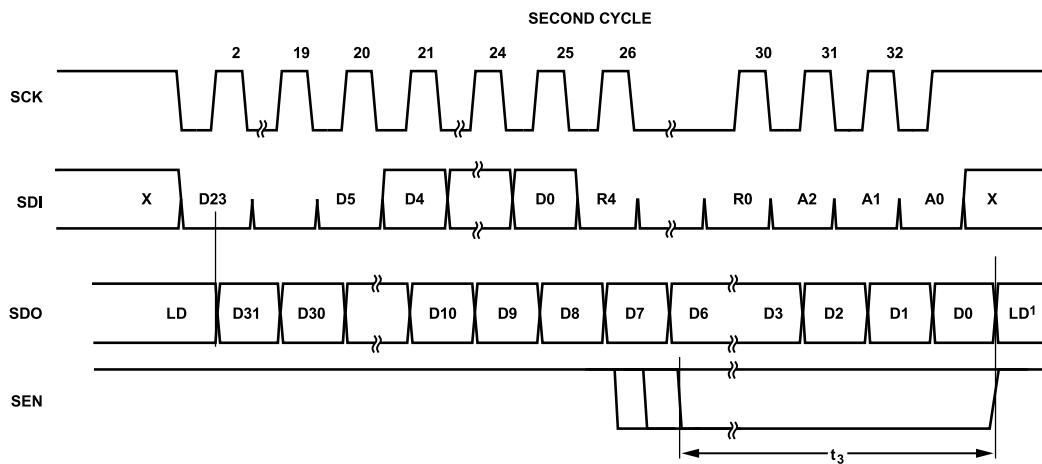 SECOND CYCLE
2 19 20 21 24 25 26 30 31 32
SCK
SDI X D23 D5 D4 D0 R4 R0 A2 A1 A0 X
SDO LD D31 D30 D10 D9 D8 D7 D6 D3 D2 D1 D0 LD1
SEN
t3